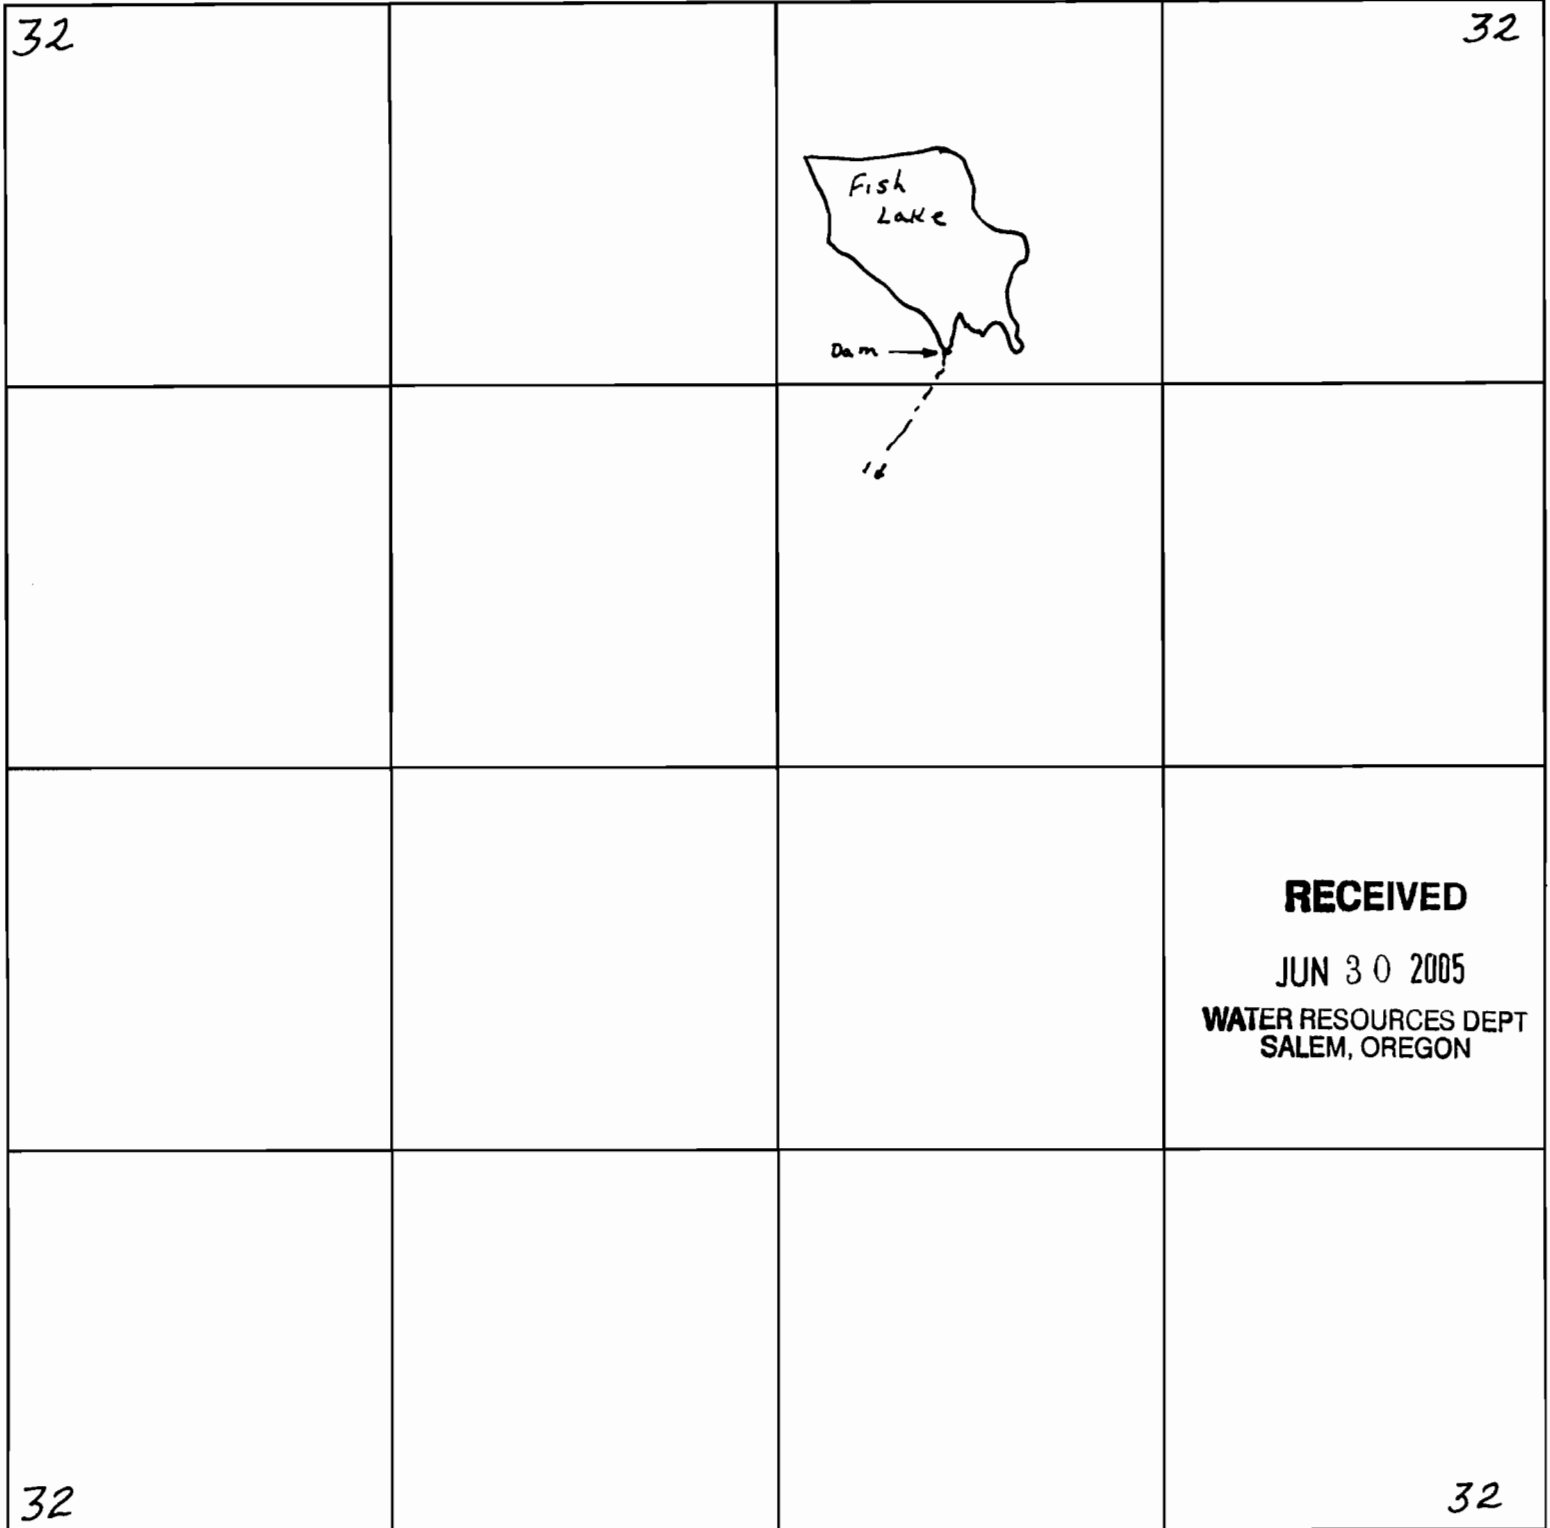 32
32
Fish
Lake
Dam
RECEIVED
JUN 30 2005
WATER RESOURCES DEPT
SALEM, OREGON
32
32